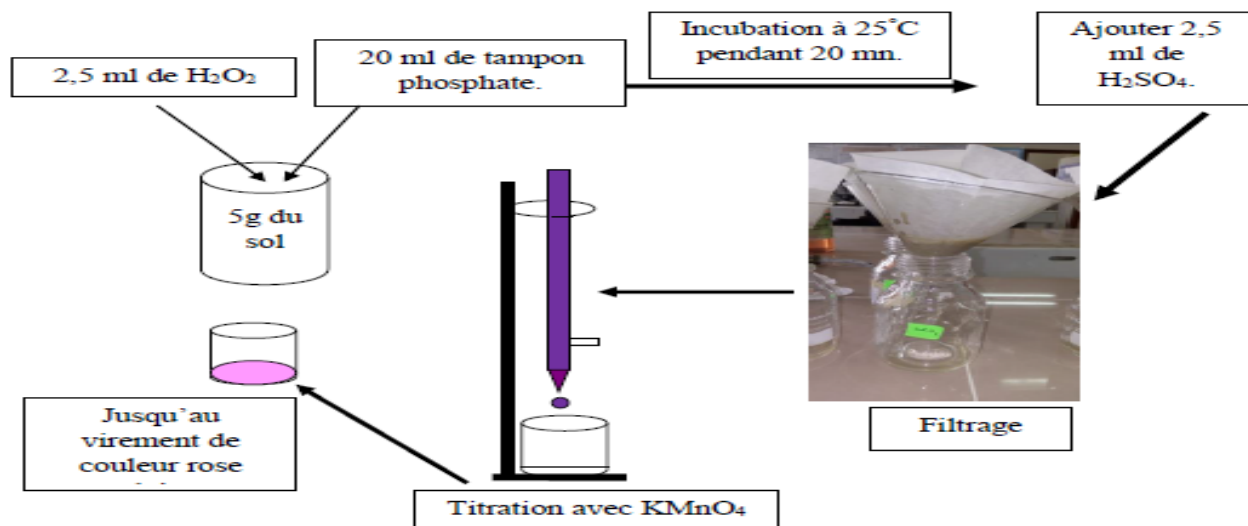 2,5 ml de H₂O₂
20 ml de tampon
phosphate.
Incubation à 25°C
pendant 20 mn.
Ajouter 2,5
ml de
H₂SO₄.
5g du
sol
Filtrage
Titration avec KMnO₄
Jusqu'au
virement de
couleur rose